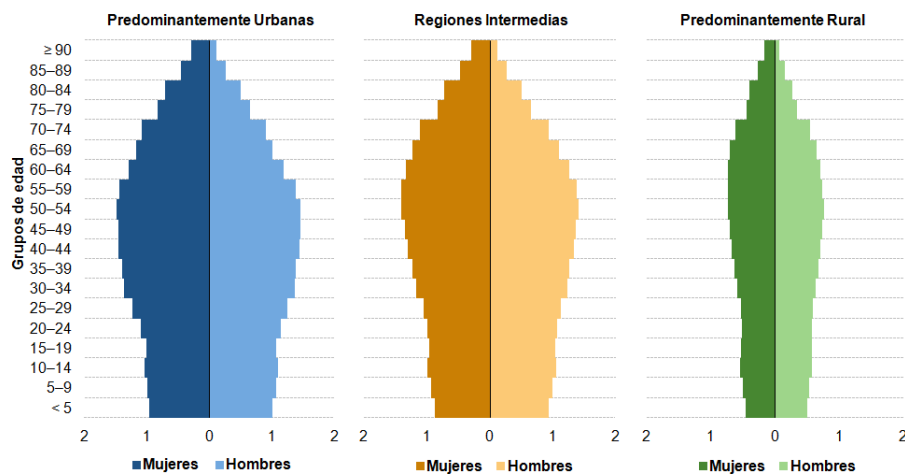 Predominantemente Urbanas
Regiones Intermedias
Predominantemente Rural
Grupos de edad
≥ 90
85–89
80–84
75–79
70–74
65–69
60–64
55–59
50–54
45–49
40–44
35–39
30–34
25–29
20–24
15–19
10–14
5–9
< 5
2 1 0 1 2
2 1 0 1 2
2 1 0 1 2
Mujeres Hombres
Mujeres Hombres
Mujeres Hombres